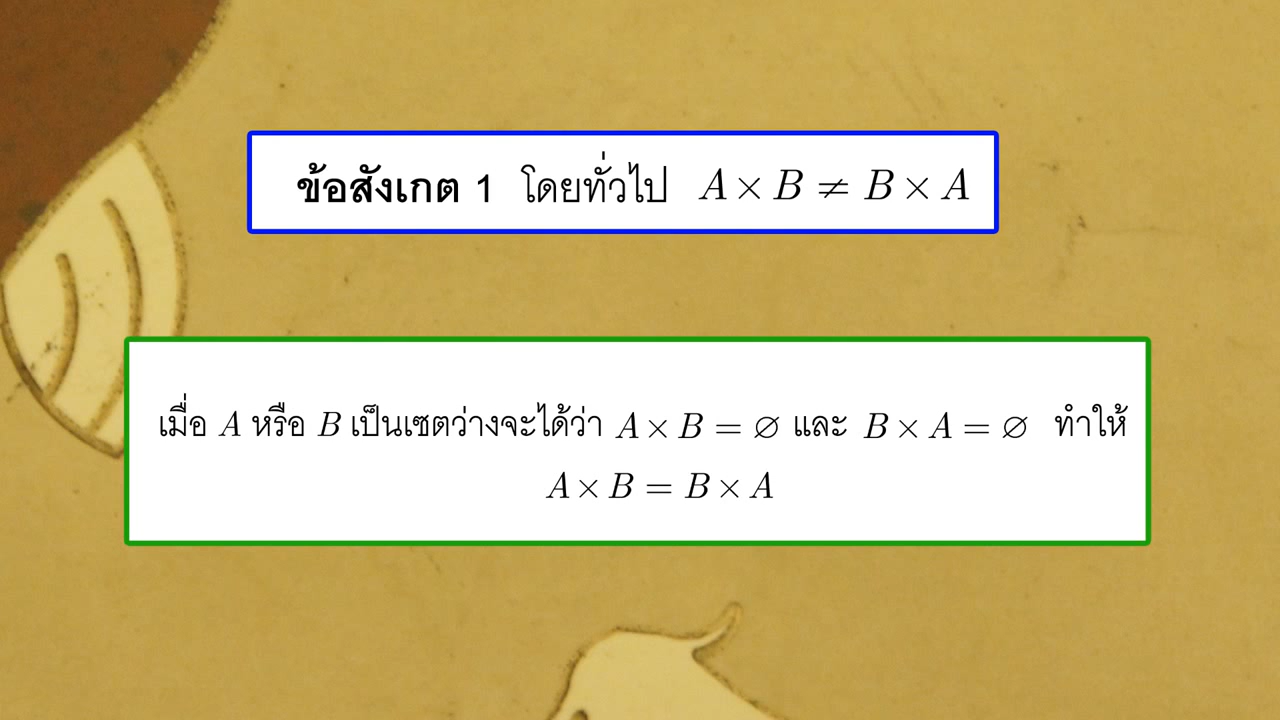 ข้อสังเกต 1 โดยทั่วไป A × B ≠ B × A
เมื่อ A หรือ B เป็นเซตว่างจะได้ว่า A × B = ∅ และ B × A = ∅ ทำให้
A × B = B × A